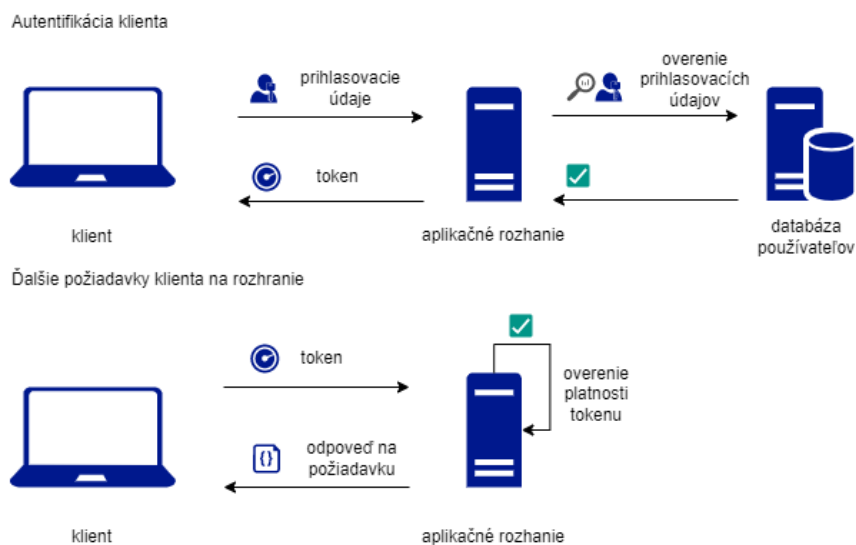 Autentifikácia klienta
prihlasovacie
údaje
overenie
prihlasovacích
údajov
token
klient
aplikačné rozhanie
databáza
používateľov
Ďalšie požiadavky klienta na rozhranie
token
overenie
platnosti
tokenu
{}
odpoveď na
požiadavku
klient
aplikačné rozhanie